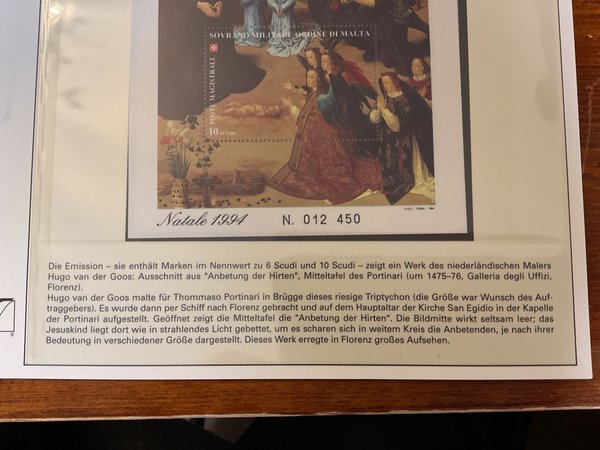 SOVRANO MILITARE ORDINE DI MALTA
POSTE MAGISTRALI
10 SCUDI
Natale 1994
N. 012 450
Die Emission – sie enthält Marken im Nennwert zu 6 Scudi und 10 Scudi – zeigt ein Werk des niederländischen Malers
Hugo van der Goos: Ausschnitt aus "Anbetung der Hirten", Mitteltafel des Portinari (um 1475–76, Galleria degli Uffizi,
Florenz).
Hugo van der Goos malte für Thommaso Portinari in Brügge dieses riesige Triptychon (die Größe war Wunsch des Auf-
traggebers). Es wurde dann per Schiff nach Florenz gebracht und auf dem Hauptaltar der Kirche San Egidio in der Kapelle
der Portinari aufgestellt. Geöffnet zeigt die Mitteltafel die "Anbetung der Hirten". Die Bildmitte wirkt seltsam leer; das
Jesuskind liegt dort wie in strahlendes Licht gebettet, um es scharen sich in weitem Kreis die Anbetenden, je nach ihrer
Bedeutung in verschiedener Größe dargestellt. Dieses Werk erregte in Florenz großes Aufsehen.